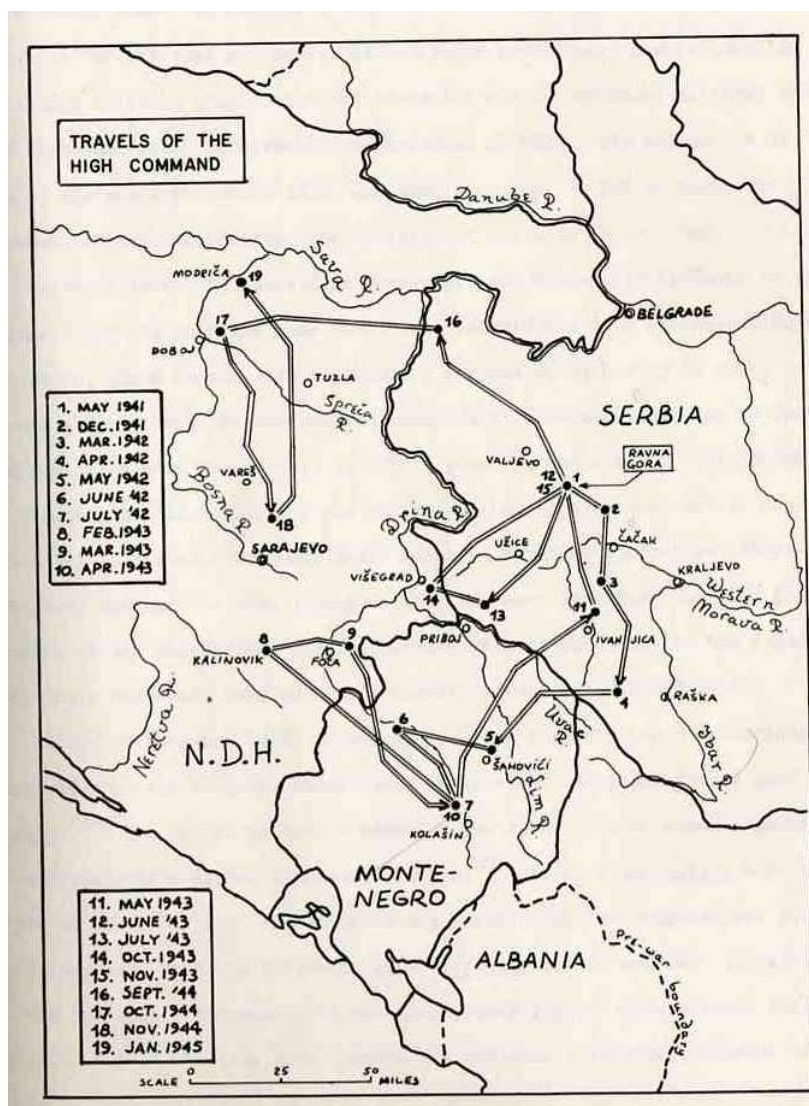 TRAVELS OF THE
HIGH COMMAND
Danube R.
Sava R.
MODRIČA
19
17
16
BELGRADE
DOBOJ
TUZLA
Spreča
R.
SERBIA
1. MAY 1941
2. DEC. 1941
3. MAR. 1942
4. APR. 1942
5. MAY 1942
6. JUNE '42
7. JULY '42
8. FEB. 1943
9. MAR. 1943
10. APR. 1943
VALJEVO
RAVNA
GORA
VAREŠ
12
1
15
2
Bosna R.
18
Drina R.
SARAJEVO
UŽICE
ČAČAK
VIŠEGRAD
14
13
3
KRALJEVO
Western
Morava R.
11
PRIBOJ
IVANJICA
8
KALINOVIK
9
FOČA
4
RAŠKA
Neretva R.
6
Uvac
R.
5
ŠAHOVIĆI
Ibar R.
N.D.H.
Lim R.
7
10
KOLAŠIN
MONTE-
NEGRO
11. MAY 1943
12. JUNE '43
13. JULY '43
14. OCT. 1943
15. NOV. 1943
16. SEPT. '44
17. OCT. 1944
18. NOV. 1944
19. JAN. 1945
ALBANIA
Pre-war
boundary
0 25 50
SCALE MILES